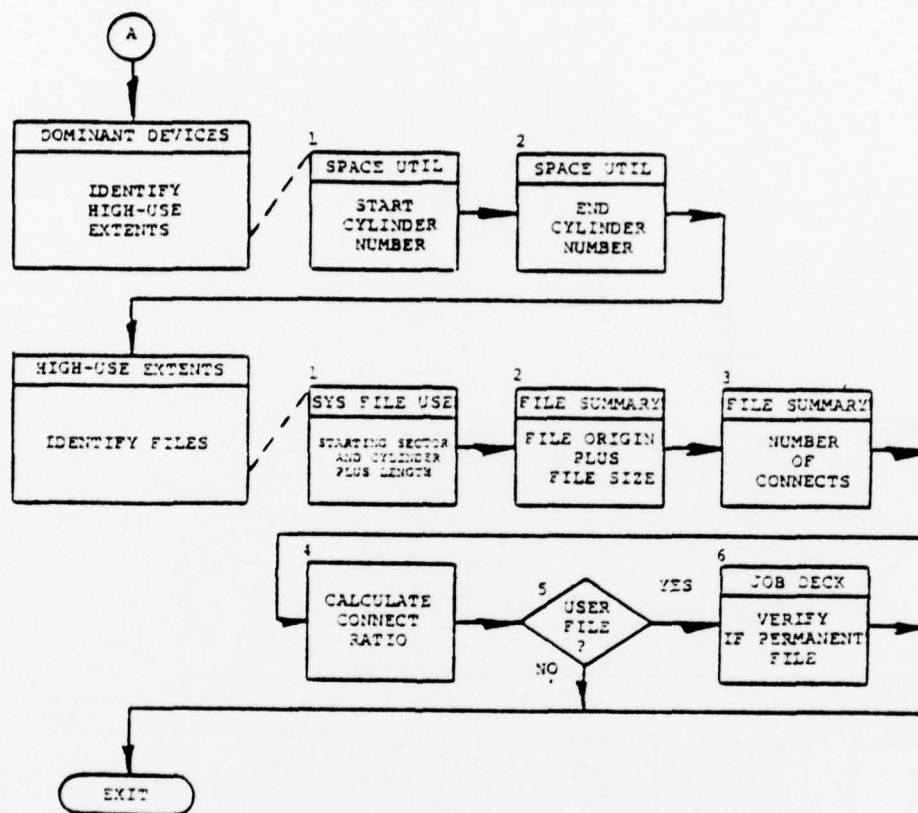 A
DOMINANT DEVICES
IDENTIFY
HIGH-USE
EXTENTS
1
SPACE UTIL
START
CYLINDER
NUMBER
2
SPACE UTIL
END
CYLINDER
NUMBER
HIGH-USE EXTENTS
IDENTIFY FILES
1
SYS FILE USE
STARTING SECTOR
AND CYLINDER
PLUS LENGTH
2
FILE SUMMARY
FILE ORIGIN
PLUS
FILE SIZE
3
FILE SUMMARY
NUMBER
OF
CONNECTS
4
CALCULATE
CONNECT
RATIO
5
USER
FILE
?
YES
NO
6
JOB DECK
VERIFY
IF PERMANENT
FILE
EXIT